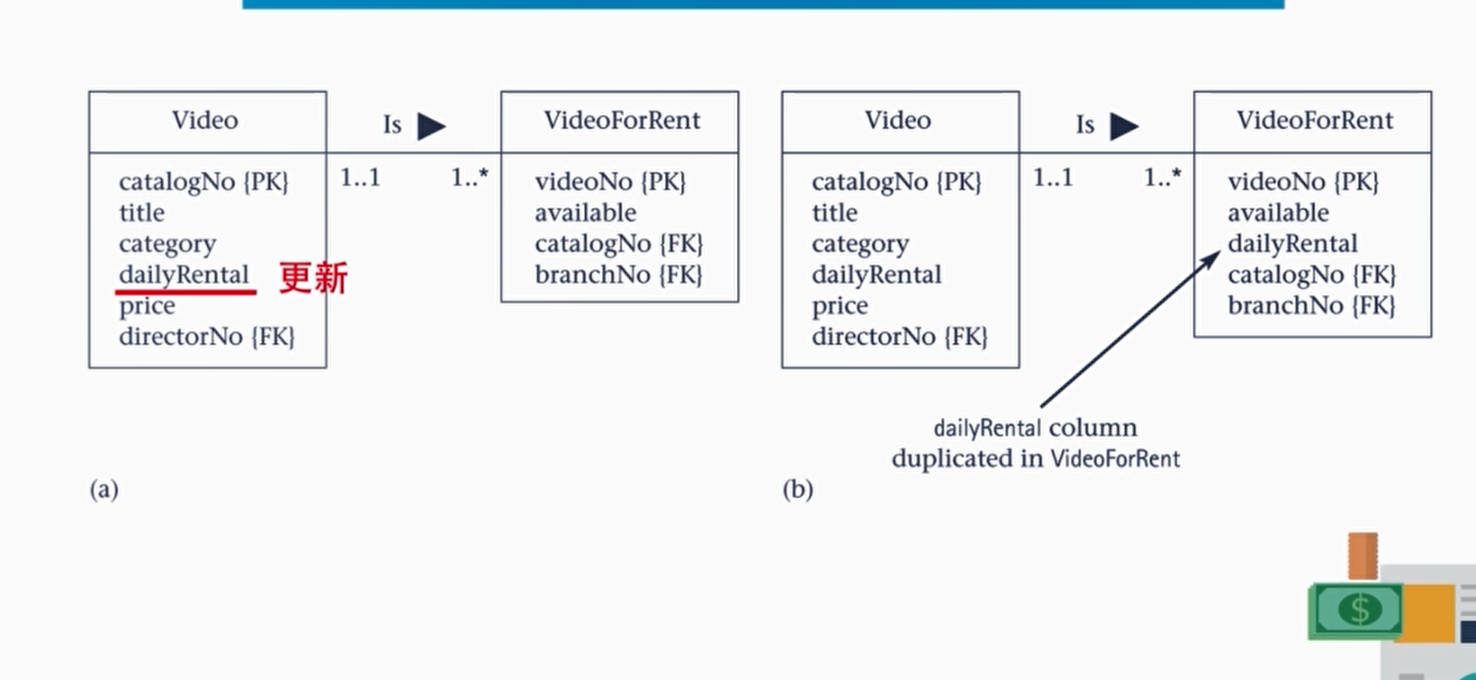 Video
Is
VideoForRent
catalogNo {PK}
title
category
dailyRental
更新
price
directorNo {FK}
1..1
1..*
videoNo {PK}
available
catalogNo {FK}
branchNo {FK}
(a)
Video
Is
VideoForRent
catalogNo {PK}
title
category
dailyRental
price
directorNo {FK}
1..1
1..*
videoNo {PK}
available
dailyRental
catalogNo {FK}
branchNo {FK}
dailyRental column
duplicated in VideoForRent
(b)
$